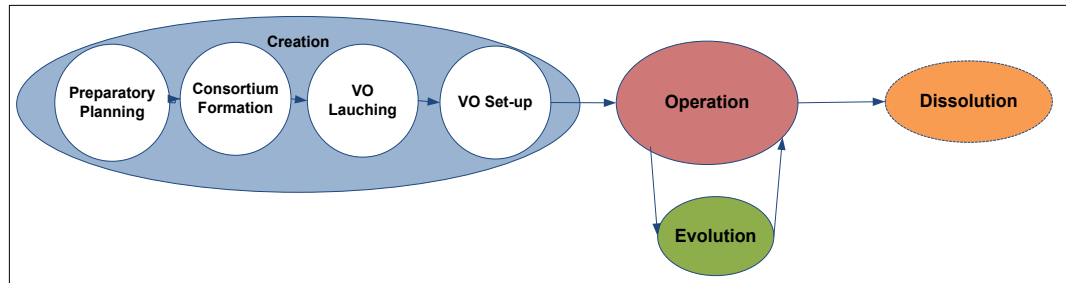 Creation
Preparatory
Planning
Consortium
Formation
VO
Lauching
VO Set-up
Operation
Dissolution
Evolution